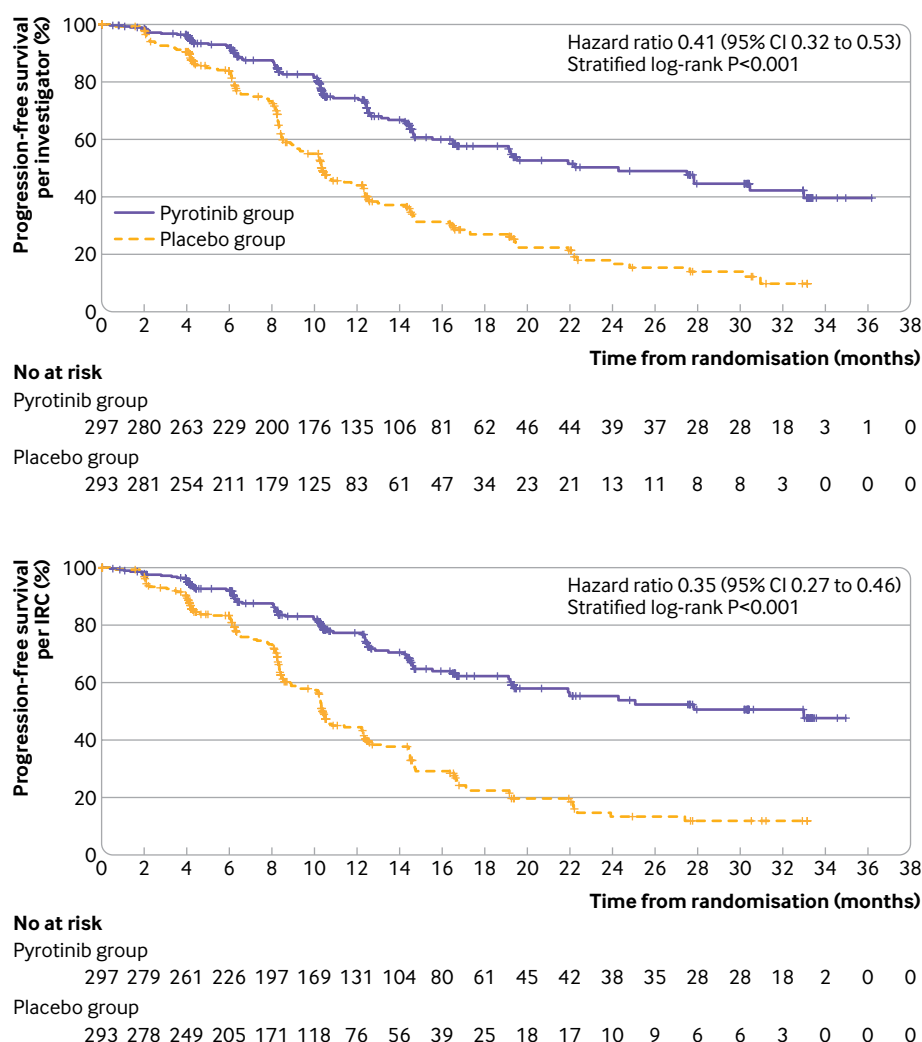 Progression-free survival
per investigator (%)
100
80
60
40
20
0
Hazard ratio 0.41 (95% CI 0.32 to 0.53)
Stratified log-rank P<0.001
Pyrotinib group
Placebo group
0 2 4 6 8 10 12 14 16 18 20 22 24 26 28 30 32 34 36 38
Time from randomisation (months)
No at risk
Pyrotinib group
297 280 263 229 200 176 135 106 81 62 46 44 39 37 28 28 18 3 1 0
Placebo group
293 281 254 211 179 125 83 61 47 34 23 21 13 11 8 8 3 0 0 0
Progression-free survival
per IRC (%)
100
80
60
40
20
0
Hazard ratio 0.35 (95% CI 0.27 to 0.46)
Stratified log-rank P<0.001
0 2 4 6 8 10 12 14 16 18 20 22 24 26 28 30 32 34 36 38
Time from randomisation (months)
No at risk
Pyrotinib group
297 279 261 226 197 169 131 104 80 61 45 42 38 35 28 28 18 2 0 0
Placebo group
293 278 249 205 171 118 76 56 39 25 18 17 10 9 6 6 3 0 0 0